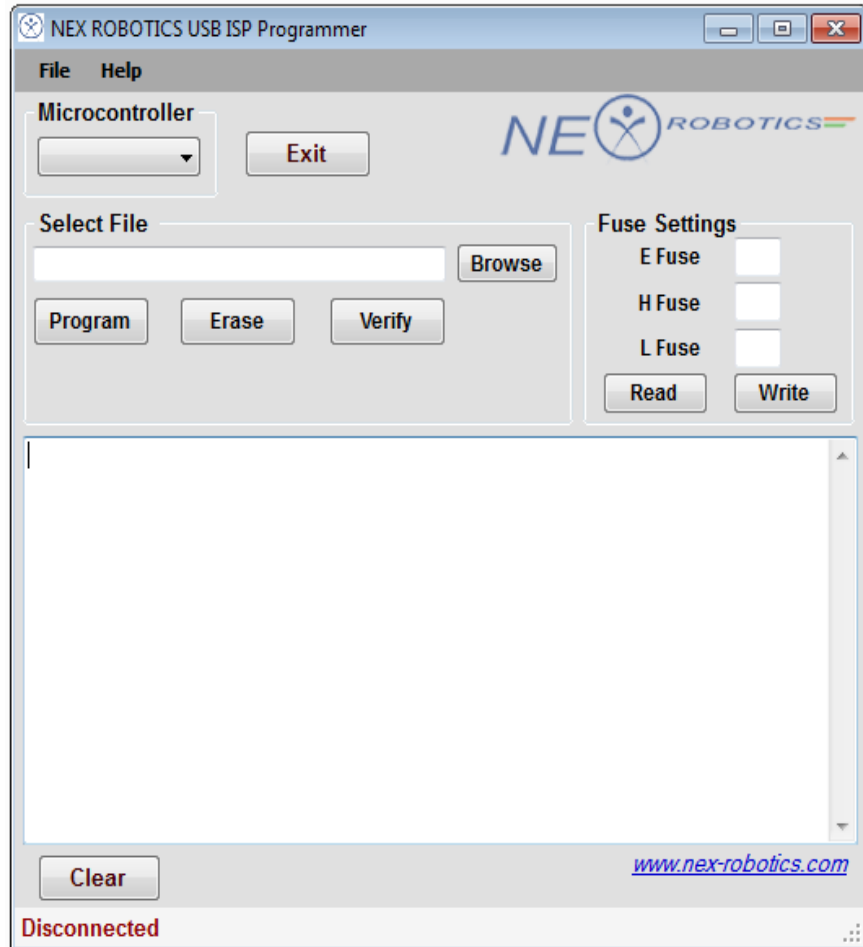 NEX ROBOTICS USB ISP Programmer
File Help
Microcontroller
Exit
NE ROBOTICS
Select File
Browse
Program Erase Verify
Fuse Settings
E Fuse
H Fuse
L Fuse
Read Write
Clear
www.nex-robotics.com
Disconnected